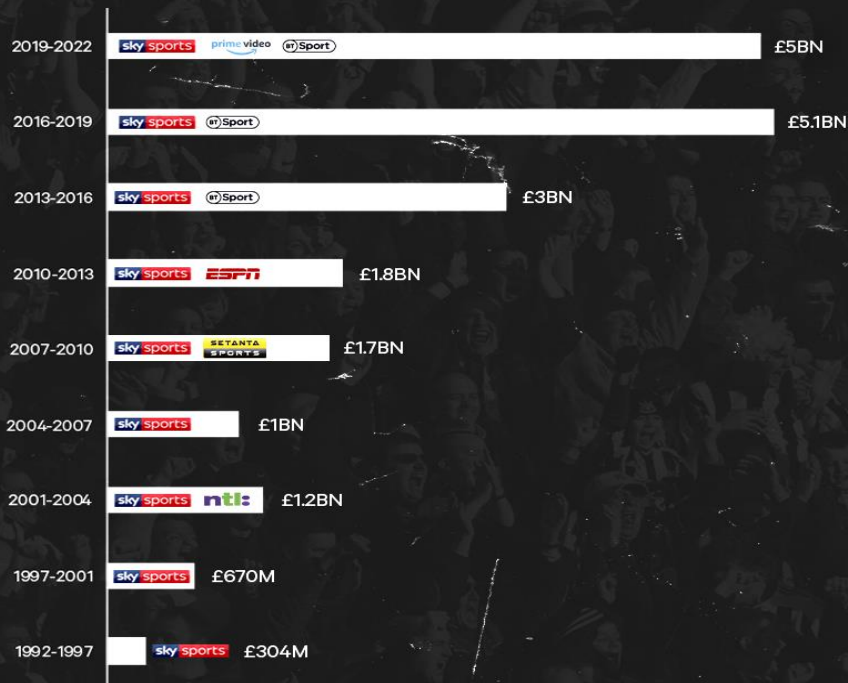 2019-2022 sky sports prime video BT Sport £5BN
2016-2019 sky sports BT Sport £5.1BN
2013-2016 sky sports BT Sport £3BN
2010-2013 sky sports ESPN £1.8BN
2007-2010 sky sports SETANTA SPORTS £1.7BN
2004-2007 sky sports £1BN
2001-2004 sky sports ntl: £1.2BN
1997-2001 sky sports £670M
1992-1997 sky sports £304M